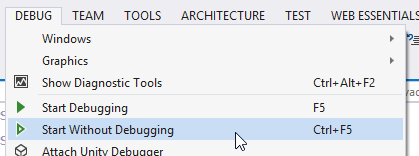 DEBUG TEAM TOOLS ARCHITECTURE TEST WEB ESSENTIALS
Windows
Graphics
Show Diagnostic Tools Ctrl+Alt+F2
Start Debugging F5
Start Without Debugging Ctrl+F5
Attach Unity Debugger